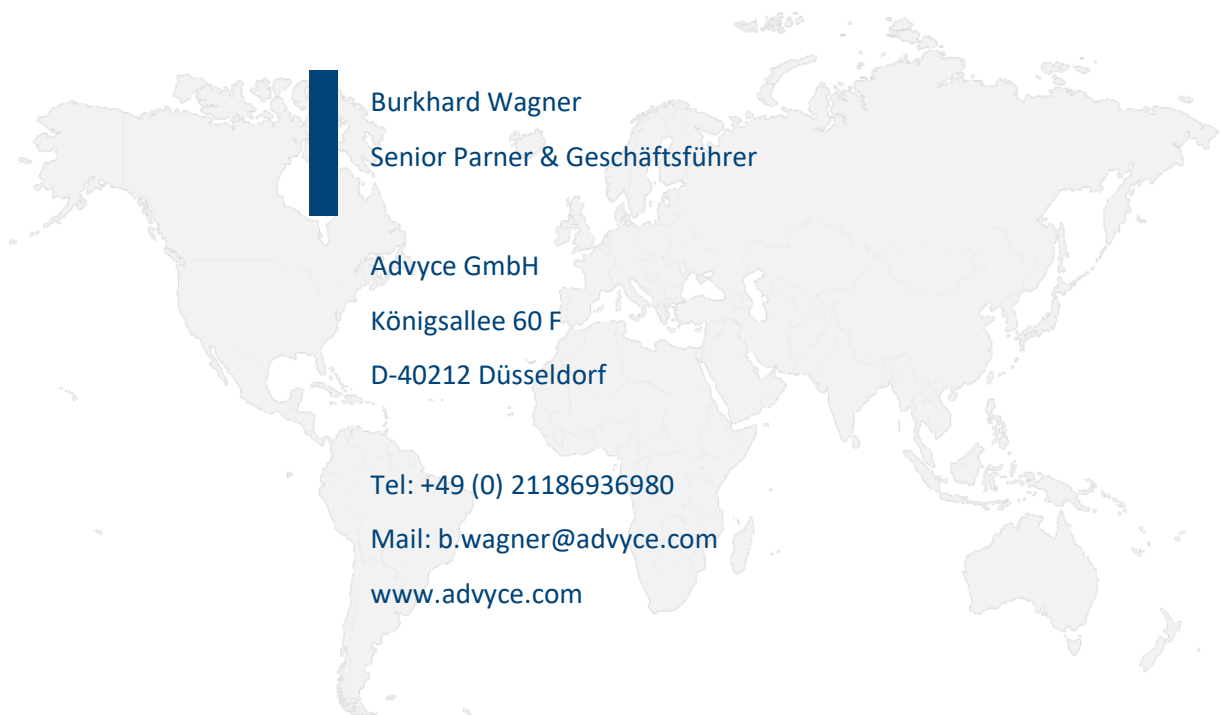 Burkhard Wagner
Senior Parner & Geschäftsführer
Advyce GmbH
Königsallee 60 F
D-40212 Düsseldorf
Tel: +49 (0) 21186936980
Mail: b.wagner@advyce.com
www.advyce.com